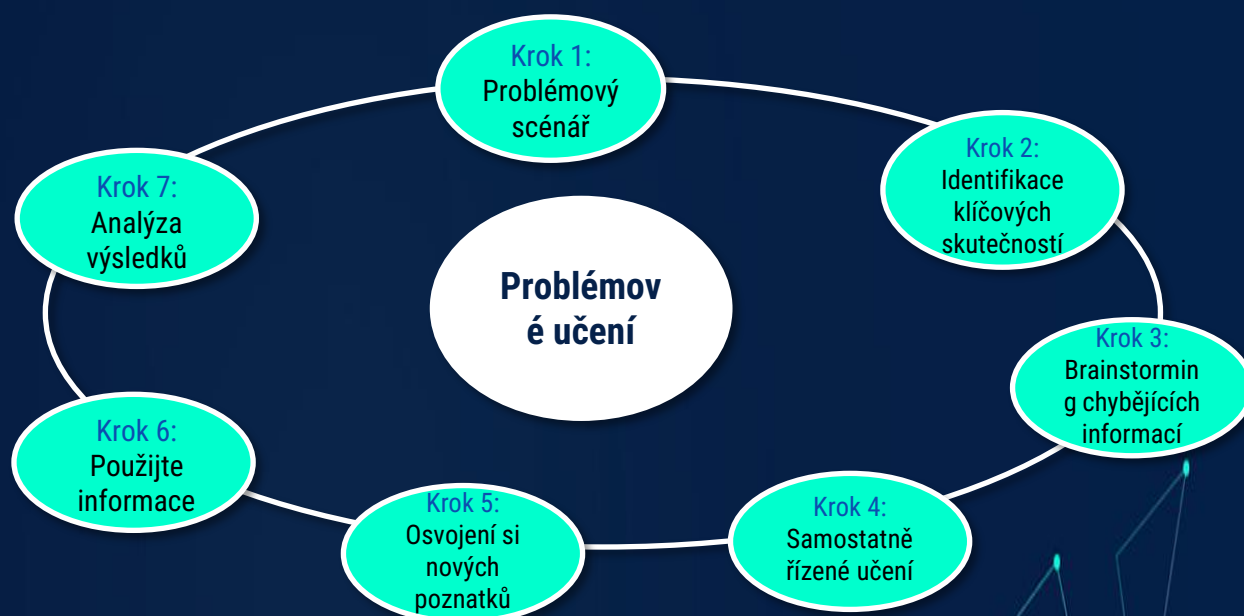 Krok 1:
Problémový
scénář
Krok 2:
Identifikace
klíčových
skutečností
Krok 3:
Brainstormin
g chybějících
informací
Krok 4:
Samostatně
řízené učení
Krok 5:
Osvojení si
nových
poznatků
Krok 6:
Použijte
informace
Krok 7:
Analýza
výsledků
Problémov
é učení